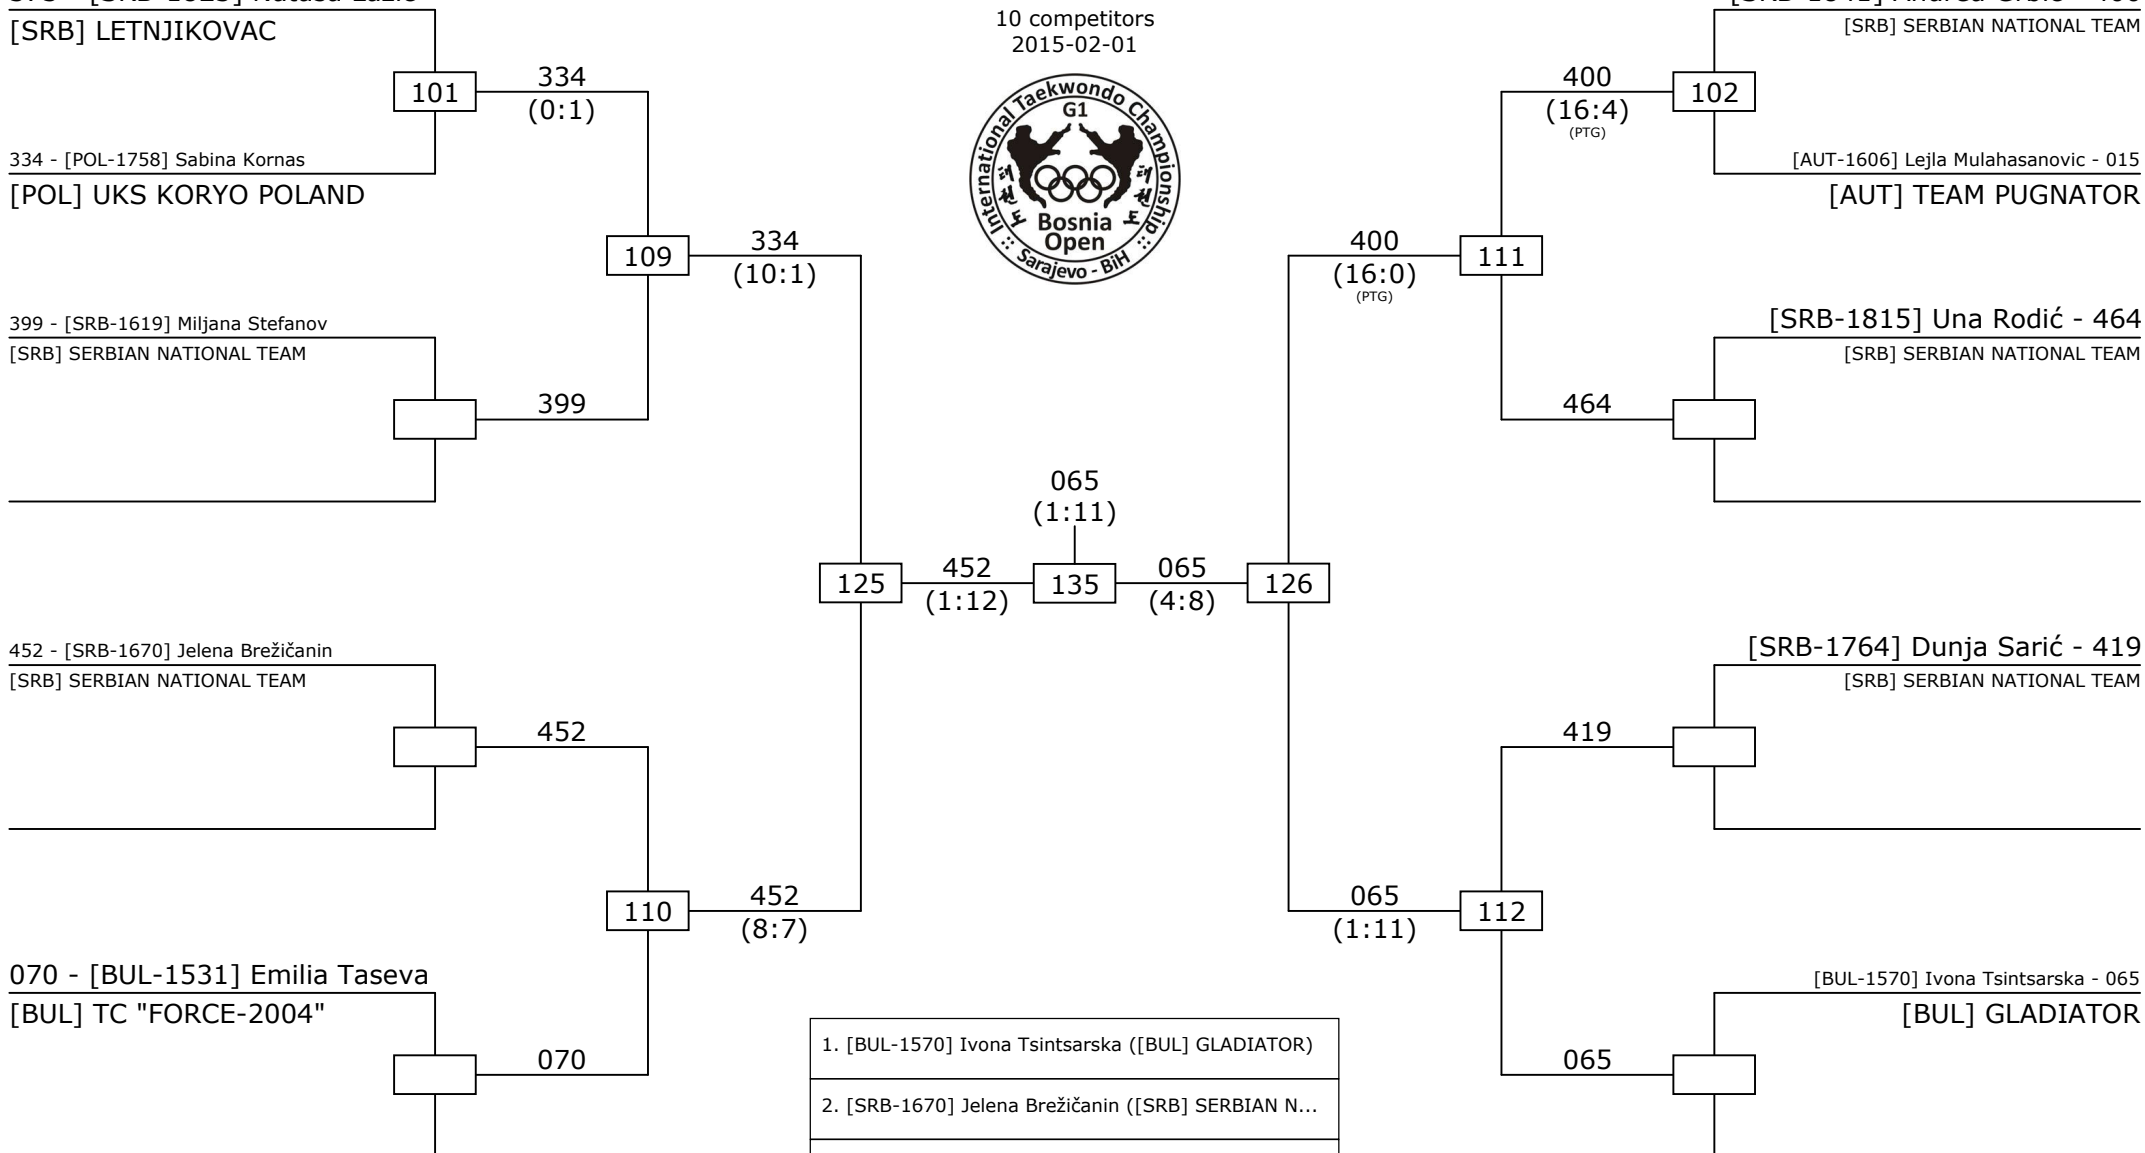 [SRB] LETNJIKOVAC
101
334
(0:1)
334 - [POL-1758] Sabina Kornas
[POL] UKS KORYO POLAND
109
334
(10:1)
399 - [SRB-1619] Miljana Stefanov
[SRB] SERBIAN NATIONAL TEAM
399
452 - [SRB-1670] Jelena Brežičanin
[SRB] SERBIAN NATIONAL TEAM
452
110
452
(8:7)
070 - [BUL-1531] Emilia Taseva
[BUL] TC "FORCE-2004"
070
10 competitors
2015-02-01
International Taekwondo Championship ::
G1
Bosnia
Open
Sarajevo - BiH ::
125
452
(1:12)
065
(1:11)
135
065
(4:8)
126
[SRB] SERBIAN NATIONAL TEAM
400
(16:4)
(PTG)
102
[AUT-1606] Lejla Mulahasanovic - 015
[AUT] TEAM PUGNATOR
400
(16:0)
(PTG)
111
[SRB-1815] Una Rodić - 464
[SRB] SERBIAN NATIONAL TEAM
464
[SRB-1764] Dunja Sarić - 419
[SRB] SERBIAN NATIONAL TEAM
419
065
(1:11)
112
[BUL-1570] Ivona Tsintsarska - 065
[BUL] GLADIATOR
065
1. [BUL-1570] Ivona Tsintsarska ([BUL] GLADIATOR)
2. [SRB-1670] Jelena Brežičanin ([SRB] SERBIAN N...